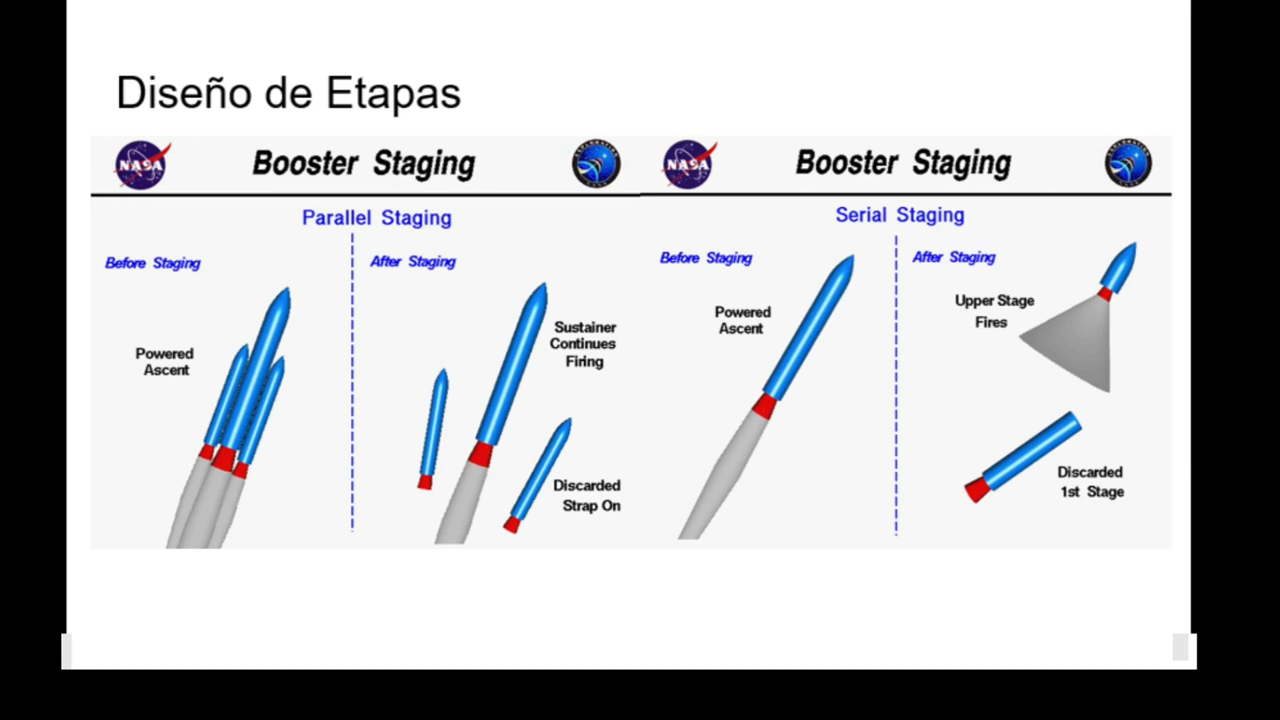 Diseño de Etapas
NASA
Booster Staging
Parallel Staging
Before Staging
Powered
Ascent
After Staging
Sustainer
Continues
Firing
Discarded
Strap On
NASA
Booster Staging
Serial Staging
Before Staging
Powered
Ascent
After Staging
Upper Stage
Fires
Discarded
1st Stage